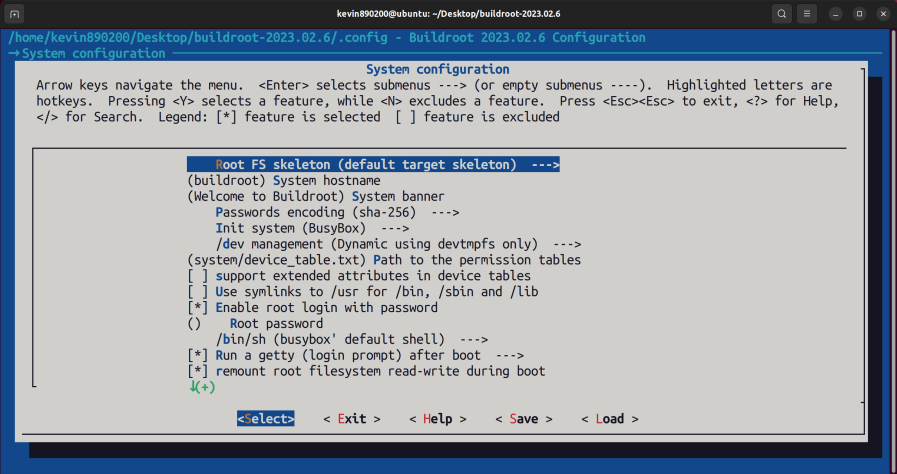 kevin890200@ubuntu: ~/Desktop/buildroot-2023.02.6
/home/kevin890200/Desktop/buildroot-2023.02.6/.config - Buildroot 2023.02.6 Configuration
→ System configuration
System configuration
Arrow keys navigate the menu.  <Enter> selects submenus ---> (or empty submenus ----).  Highlighted letters are
hotkeys.  Pressing <Y> selects a feature, while <N> excludes a feature.  Press <Esc><Esc> to exit, <?> for Help,
</> for Search.  Legend: [*] feature is selected  [ ] feature is excluded
Root FS skeleton (default target skeleton)  --->
(buildroot) System hostname
(Welcome to Buildroot) System banner
Passwords encoding (sha-256)  --->
Init system (BusyBox)  --->
/dev management (Dynamic using devtmpfs only)  --->
(system/device_table.txt) Path to the permission tables
[ ] support extended attributes in device tables
[ ] Use symlinks to /usr for /bin, /sbin and /lib
[*] Enable root login with password
()    Root password
/bin/sh (busybox' default shell)  --->
[*] Run a getty (login prompt) after boot  --->
[*] remount root filesystem read-write during boot
↓(+)
<Select>    < Exit >    < Help >    < Save >    < Load >